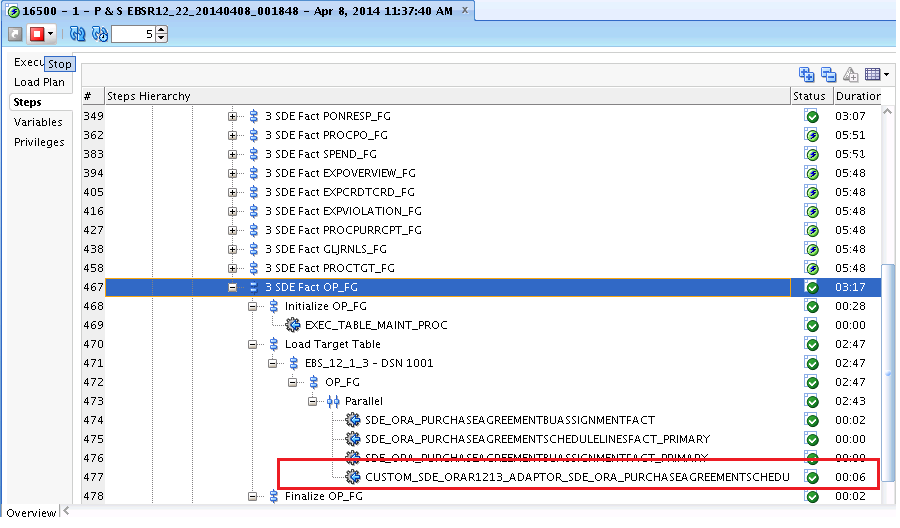 16500 - 1 - P & S EBSR12_22_20140408_001848 - Apr 8, 2014 11:37:40 AM x
5
Execu
Stop
Load Plan
Steps
Variables
Privileges
# Steps Hierarchy Status Duration
349 3 SDE Fact PONRESP_FG 03:07
362 3 SDE Fact PROCPO_FG 05:51
383 3 SDE Fact SPEND_FG 05:51
394 3 SDE Fact EXPOVERVIEW_FG 05:48
405 3 SDE Fact EXPCRDTCRD_FG 05:48
416 3 SDE Fact EXPVIOLATION_FG 05:48
427 3 SDE Fact PROCPURRCPT_FG 05:48
438 3 SDE Fact GLJRNLS_FG 05:48
458 3 SDE Fact PROCTGT_FG 05:48
467 3 SDE Fact OP_FG 03:17
468 Initialize OP_FG 00:28
469 EXEC_TABLE_MAINT_PROC 00:00
470 Load Target Table 02:47
471 EBS_12_1_3 - DSN 1001 02:47
472 OP_FG 02:47
473 Parallel 02:43
474 SDE_ORA_PURCHASEAGREEMENTBUASSIGNMENTFACT 00:02
475 SDE_ORA_PURCHASEAGREEMENTSCHEDULELINESFACT_PRIMARY 00:00
476 SDE_ORA_PURCHASEAGREEMENTBUASSIGNMENTFACT_PRIMARY 00:00
477 CUSTOM_SDE_ORAR1213_ADAPTOR_SDE_ORA_PURCHASEAGREEMENTSCHEDU 00:06
478 Finalize OP_FG 00:02
Overview